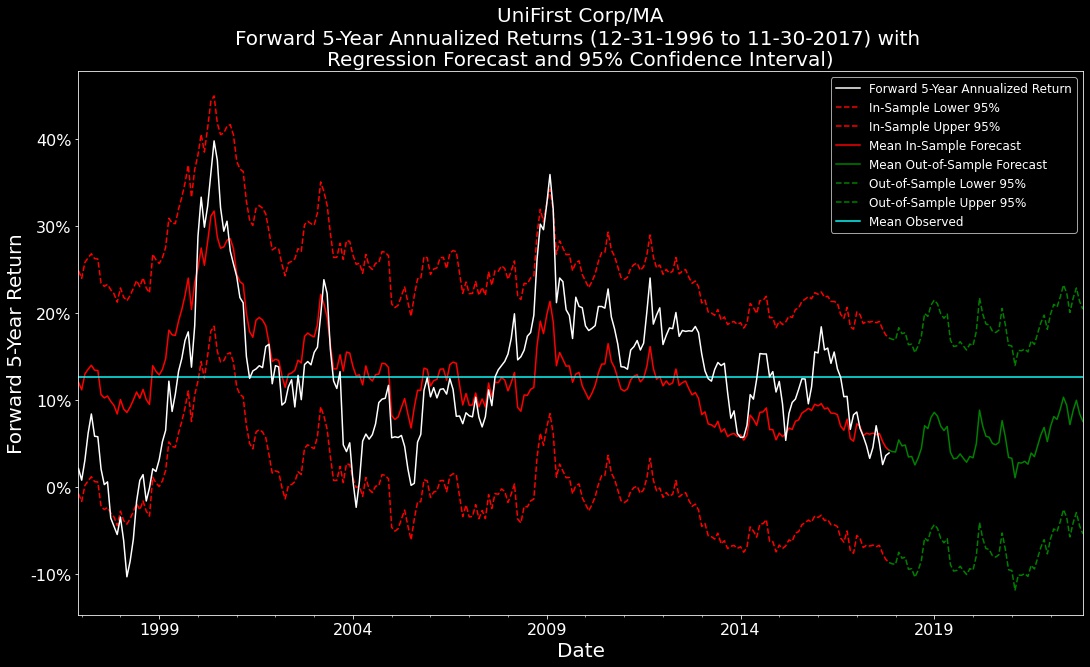 UniFirst Corp/MA
Forward 5-Year Annualized Returns (12-31-1996 to 11-30-2017) with
Regression Forecast and 95% Confidence Interval)
Forward 5-Year Annualized Return
In-Sample Lower 95%
In-Sample Upper 95%
Mean In-Sample Forecast
Mean Out-of-Sample Forecast
Out-of-Sample Lower 95%
Out-of-Sample Upper 95%
Mean Observed
Forward 5-Year Return
40%
30%
20%
10%
0%
-10%
1999
2004
2009
2014
2019
Date